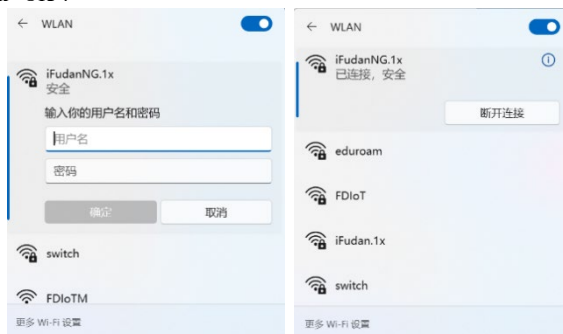 ← WLAN
iFudanNG.1x
安全
输入你的用户名和密码
用户名
密码
确定 取消
switch
FDIoTM
更多 Wi-Fi 设置
← WLAN
iFudanNG.1x
已连接，安全
断开连接
eduroam
FDIoT
iFudan.1x
switch
更多 Wi-Fi 设置